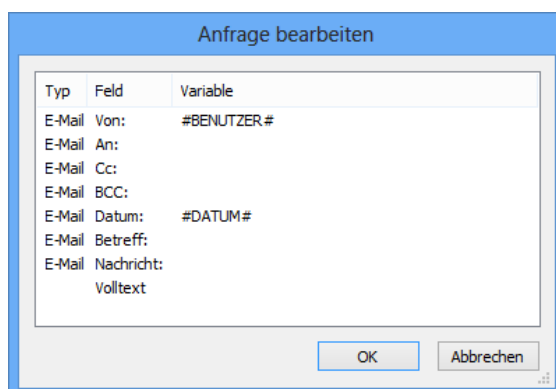 Anfrage bearbeiten
Typ Feld Variable
E-Mail Von: #BENUTZER#
E-Mail An:
E-Mail Cc:
E-Mail BCC:
E-Mail Datum: #DATUM#
E-Mail Betreff:
E-Mail Nachricht:
Volltext
OK Abbrechen